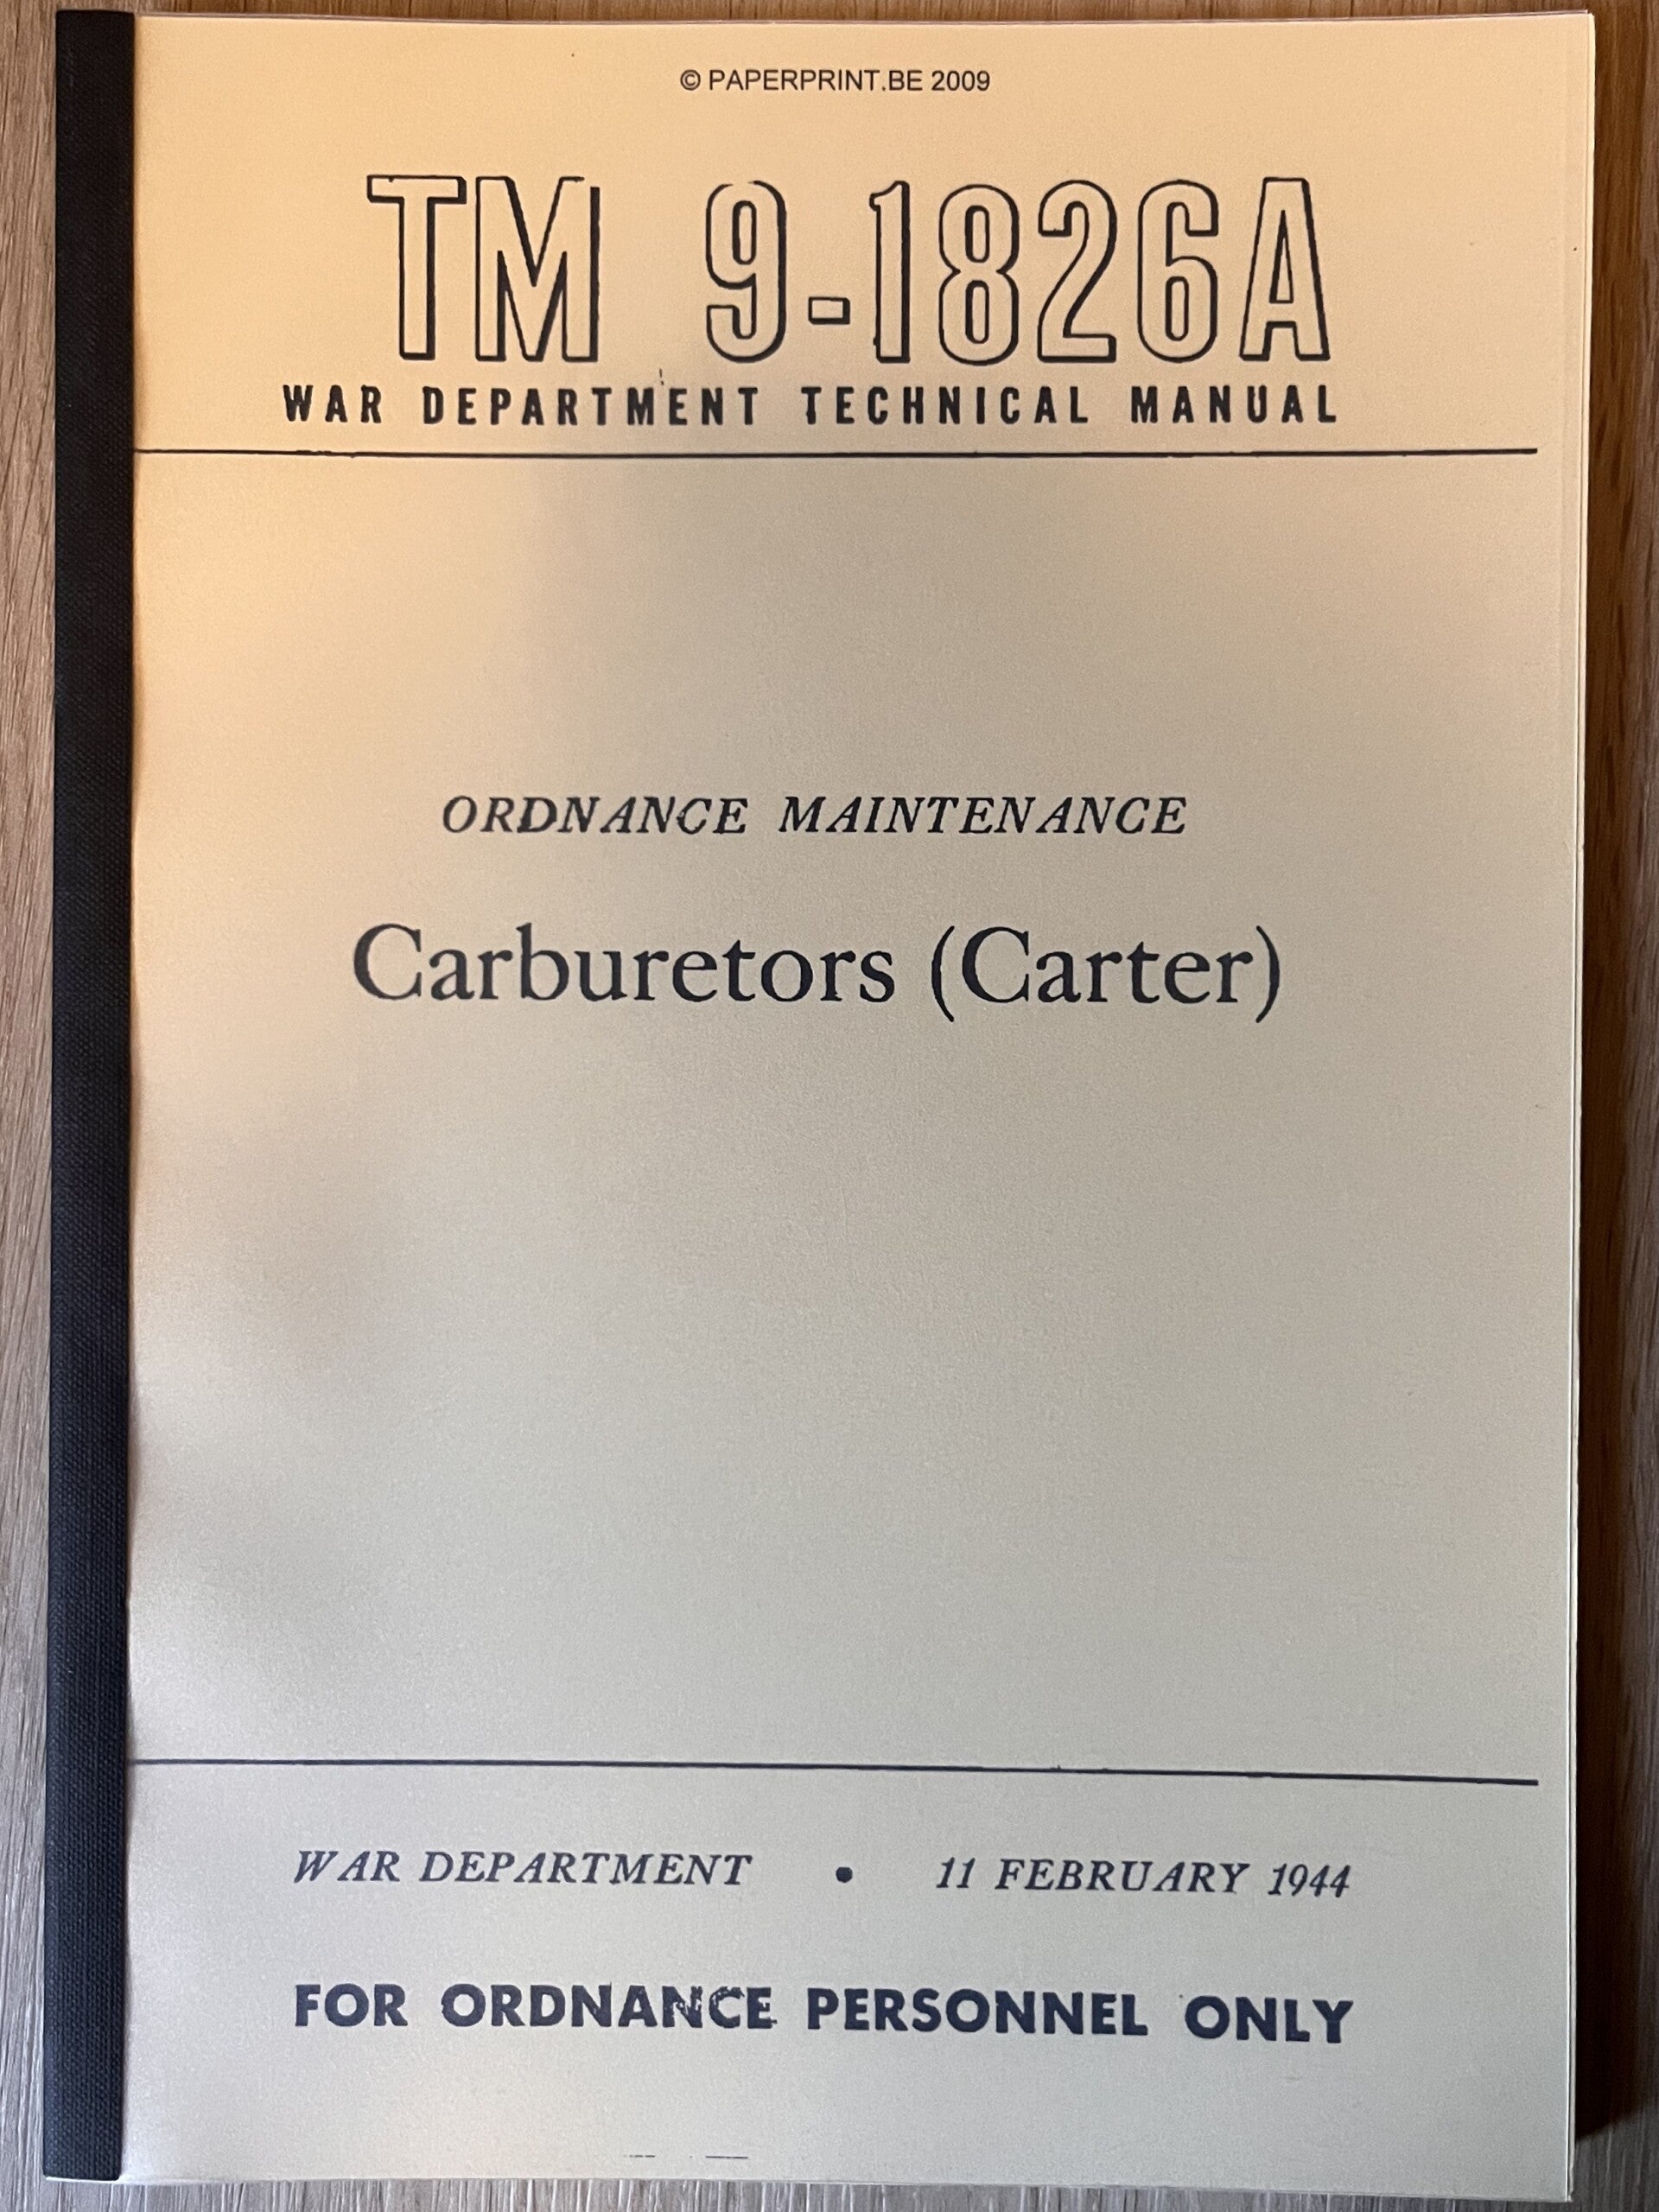 © PAPERPRINT.BE 2009
TM 9-1826A
WAR DEPARTMENT TECHNICAL MANUAL
ORDNANCE MAINTENANCE
Carburetors (Carter)
WAR DEPARTMENT • 11 FEBRUARY 1944
FOR ORDNANCE PERSONNEL ONLY